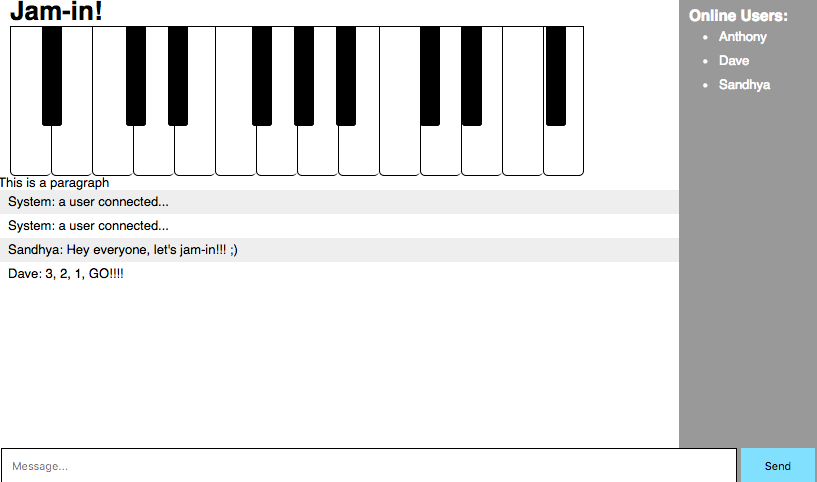 Jam-in!
This is a paragraph
System: a user connected...
System: a user connected...
Sandhya: Hey everyone, let's jam-in!!! ;)
Dave: 3, 2, 1, GO!!!!
Online Users:
Anthony
Dave
Sandhya
Message...
Send